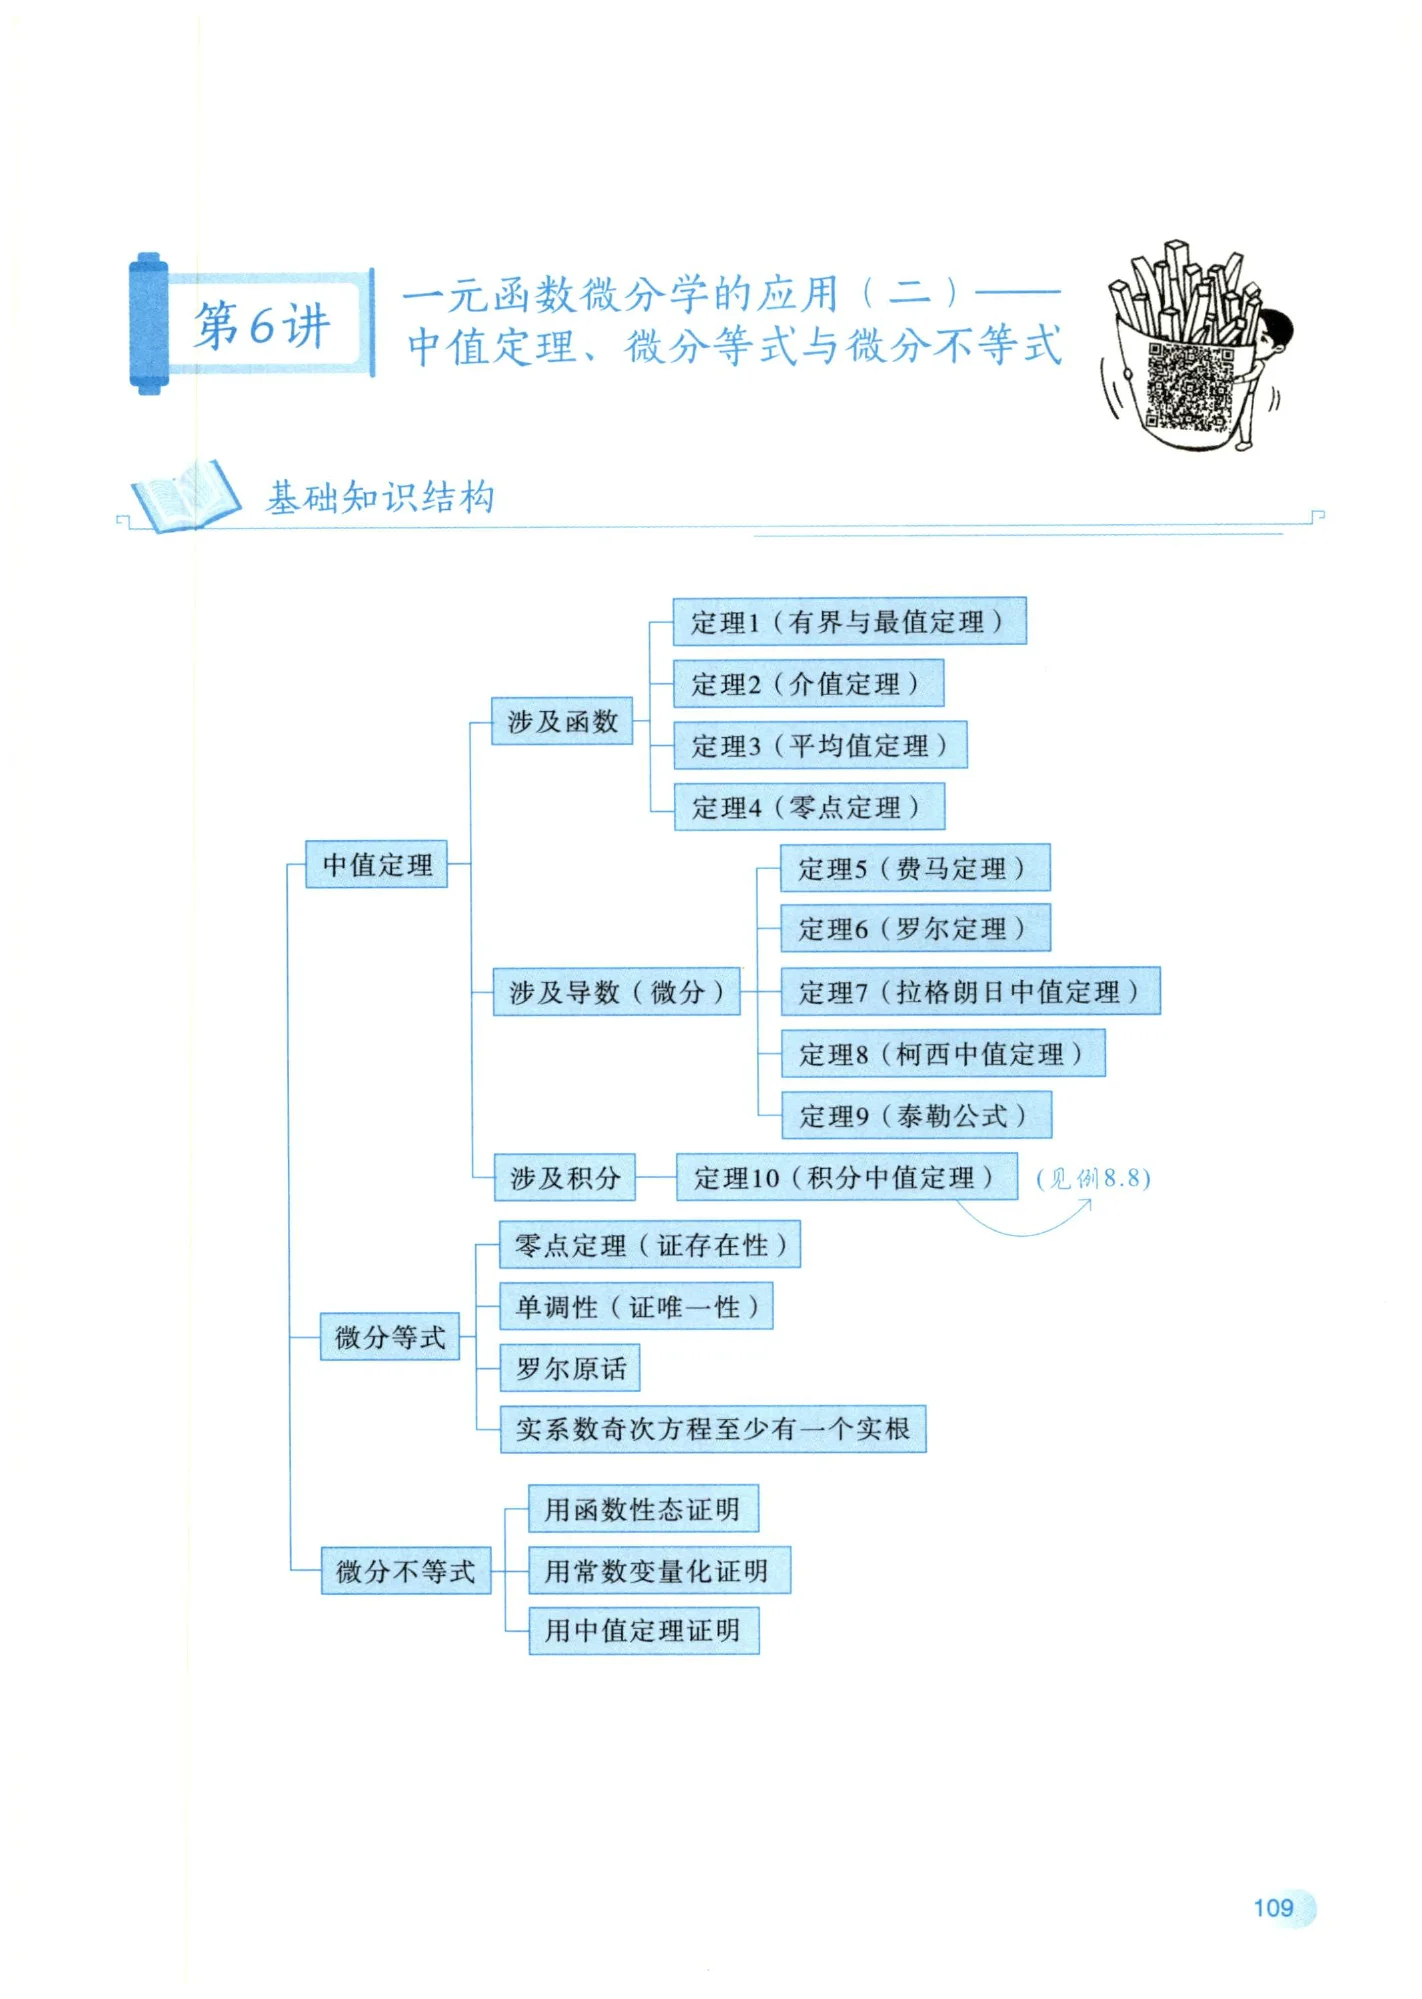 第6讲
一元函数微分学的应用（二）——
中值定理、微分等式与微分不等式
基础知识结构
定理1（有界与最值定理）
定理2（介值定理）
涉及函数
定理3（平均值定理）
定理4（零点定理）
中值定理
定理5（费马定理）
定理6（罗尔定理）
涉及导数（微分）
定理7（拉格朗日中值定理）
定理8（柯西中值定理）
定理9（泰勒公式）
涉及积分
定理10（积分中值定理）
(见例8.8)
零点定理（证存在性）
单调性（证唯一性）
微分等式
罗尔原话
实系数奇次方程至少有一个实根
用函数性态证明
微分不等式
用常数变量化证明
用中值定理证明
109